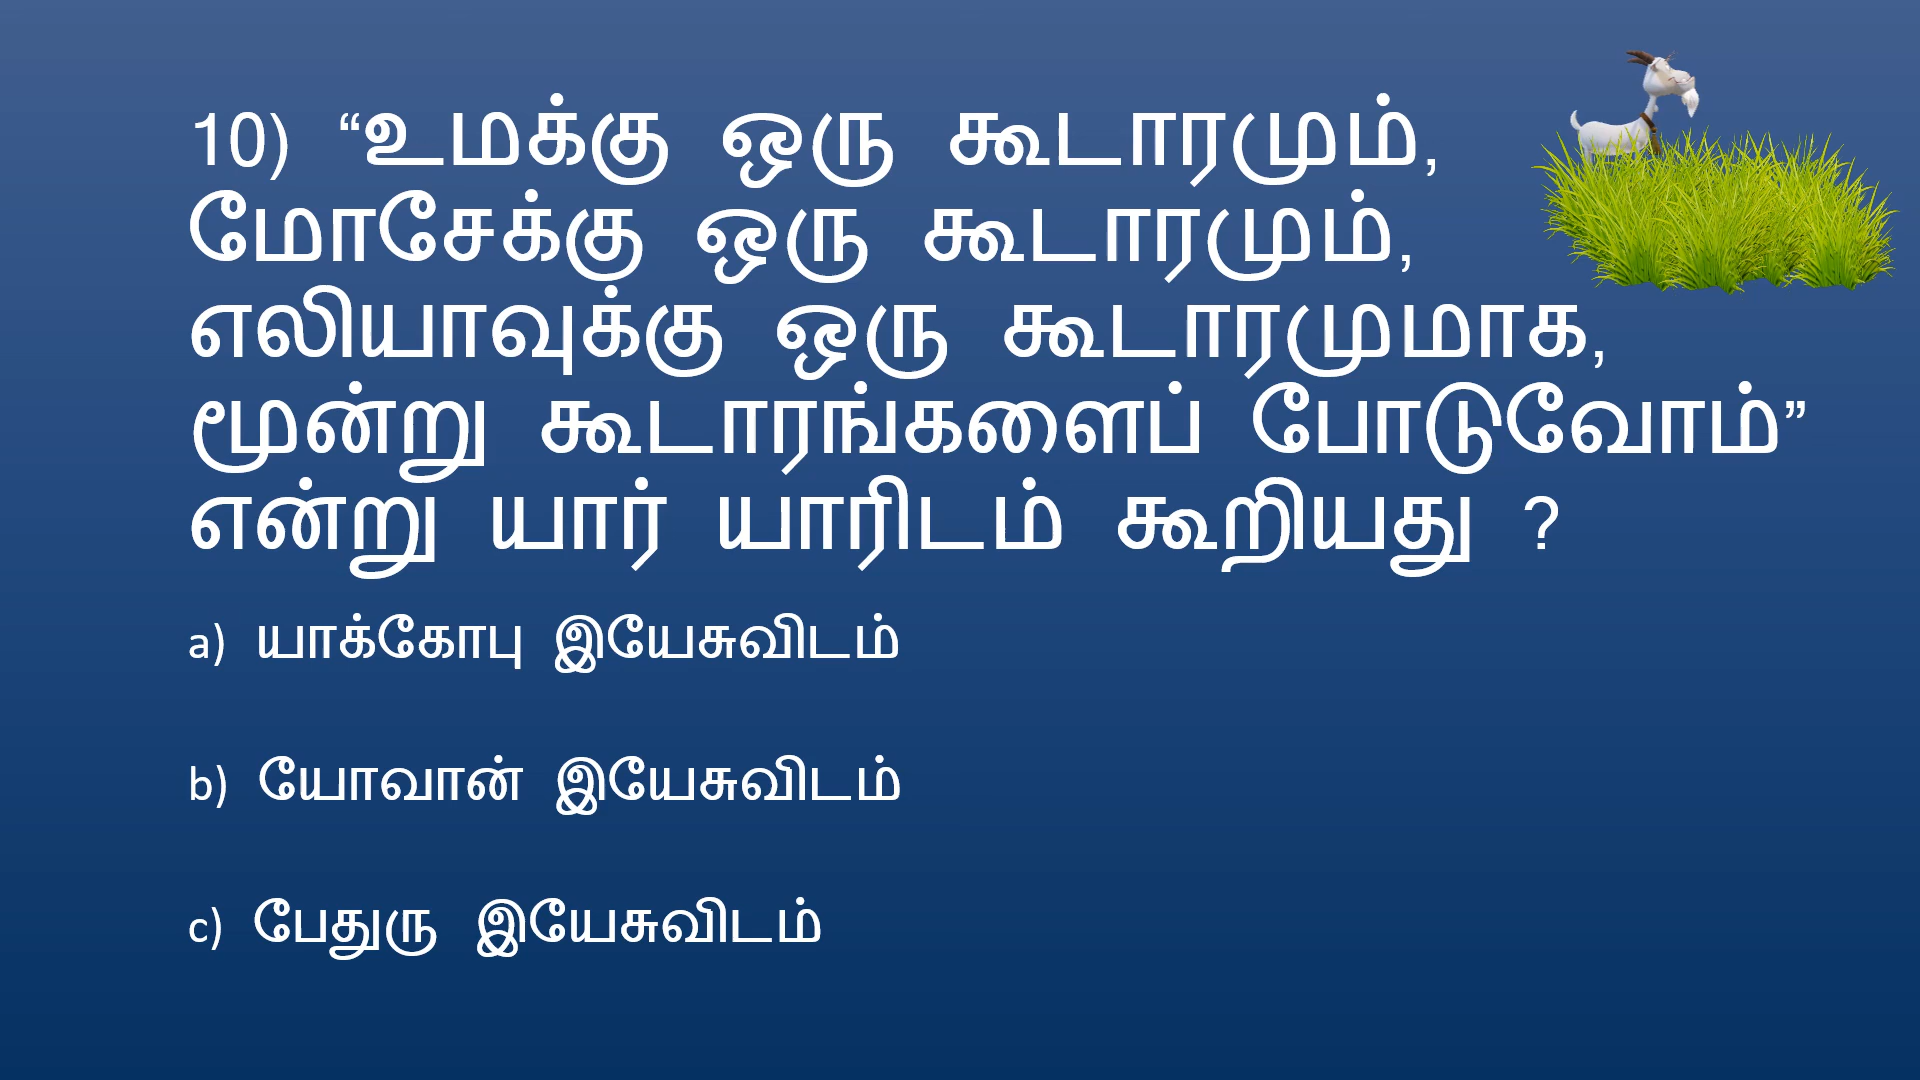 10) “உமக்கு ஒரு கூடாரமும்,
மோசேக்கு ஒரு கூடாரமும்,
எலியாவுக்கு ஒரு கூடாரமுமாக,
மூன்று கூடாரங்களைப் போடுவோம்”
என்று யார் யாரிடம் கூறியது ?
a) யாக்கோபு இயேசுவிடம்
b) யோவான் இயேசுவிடம்
c) பேதுரு இயேசுவிடம்